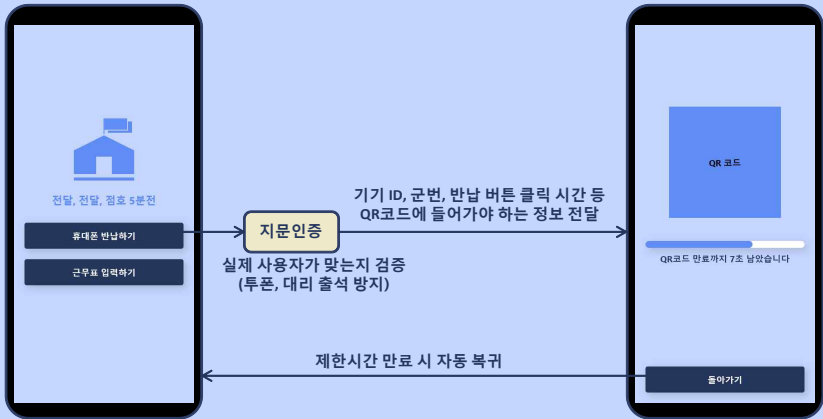 전달, 전달, 점호 5분전
휴대폰 반납하기
근무표 입력하기
지문인증
실제 사용자가 맞는지 검증
(투폰, 대리 출석 방지)
기기 ID, 군번, 반납 버튼 클릭 시간 등
QR코드에 들어가야 하는 정보 전달
제한시간 만료 시 자동 복귀
QR 코드
QR코드 만료까지 7초 남았습니다
돌아가기